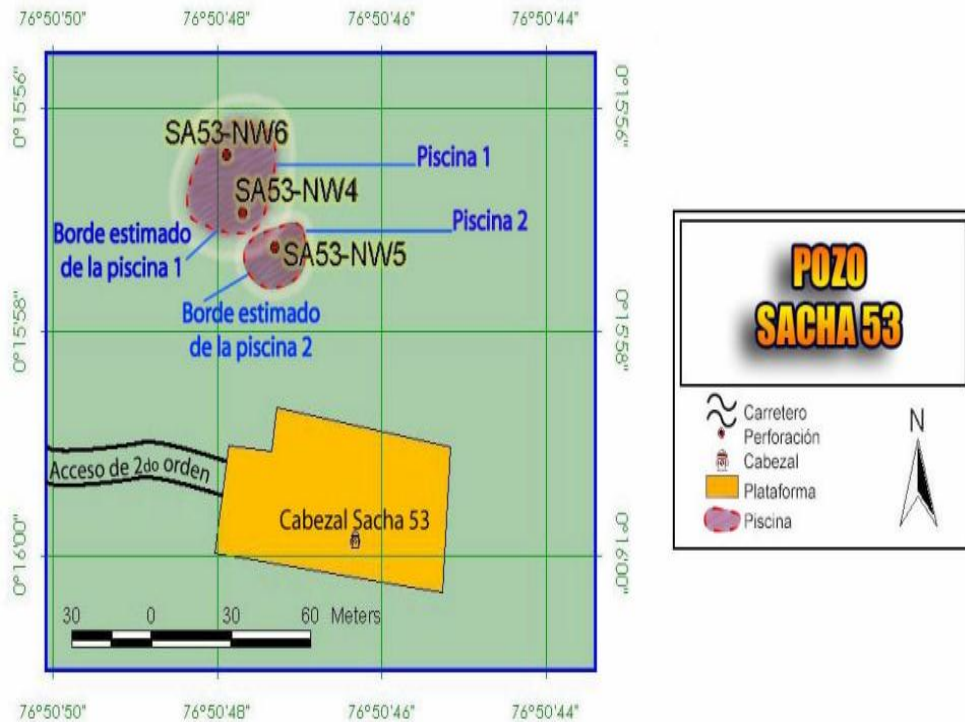 76°50'50" 76°50'48" 76°50'46" 76°50'44"
0°15'56" 0°15'56"
SA53-NW6
Piscina 1
SA53-NW4
Piscina 2
Borde estimado
de la piscina 1
SA53-NW5
Borde estimado
de la piscina 2
0°15'58" 0°15'58"
Acceso de 2do orden
Cabezal Sacha 53
0°16'00" 0°16'00"
30 0 30 60 Meters
76°50'50" 76°50'48" 76°50'46" 76°50'44"
POZO
SACHA 53
Carretero
Perforación
Cabezal
Plataforma
Piscina
N